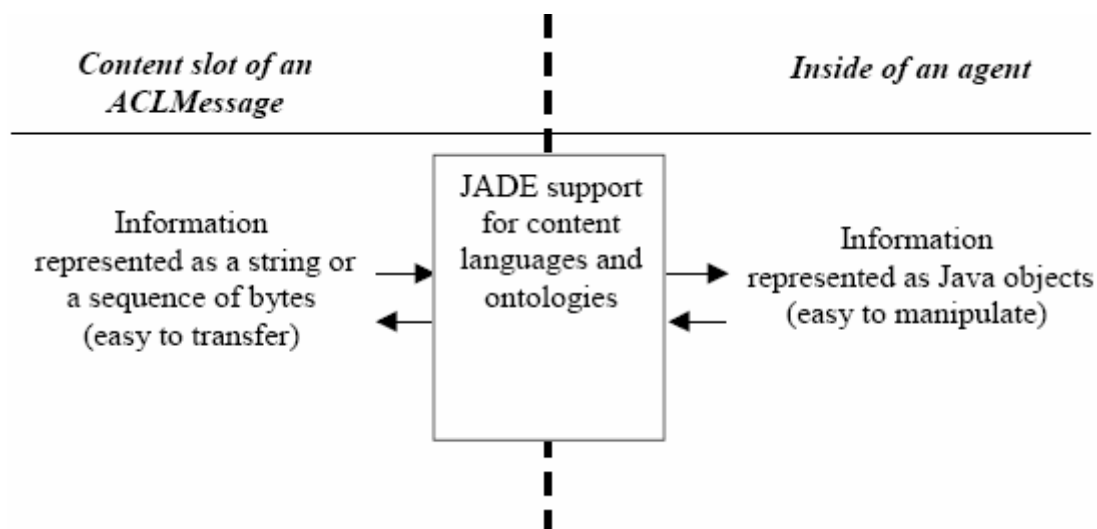 Content slot of an
ACLMessage
Inside of an agent
Information
represented as a string or
a sequence of bytes
(easy to transfer)
JADE support
for content
languages and
ontologies
Information
represented as Java objects
(easy to manipulate)